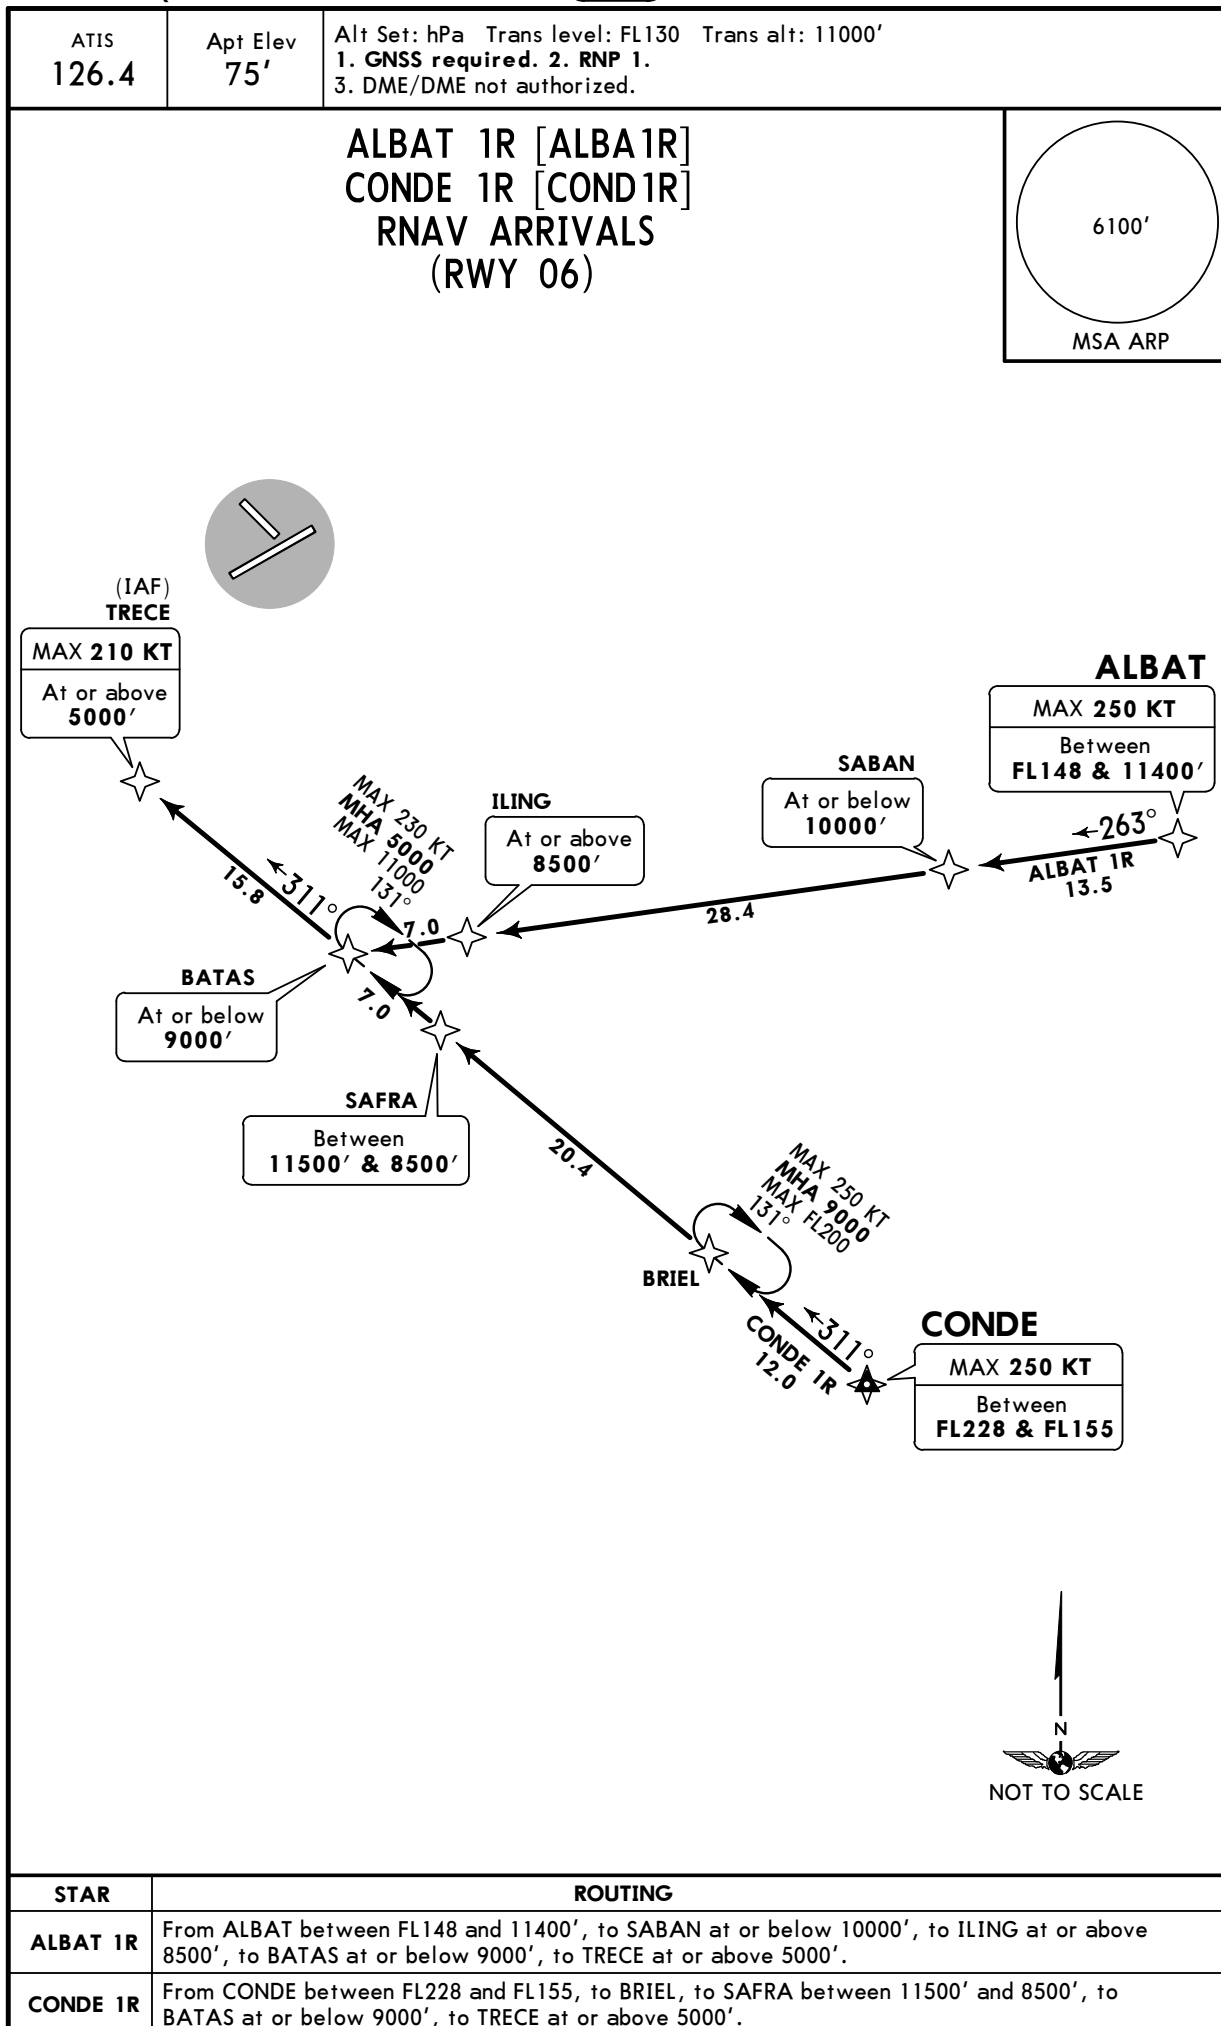 ATIS
126.4
Apt Elev
75'
Alt Set: hPa Trans level: FL130 Trans alt: 11000'
1. GNSS required. 2. RNP 1.
3. DME/DME not authorized.
ALBAT 1R [ALBA1R]
CONDE 1R [COND1R]
RNAV ARRIVALS
(RWY 06)
6100'
MSA ARP
(IAF)
TRECE
MAX 210 KT
At or above
5000'
ALBAT
MAX 250 KT
Between
FL148 & 11400'
SABAN
At or below
10000'
←263°
ALBAT 1R
13.5
ILING
At or above
8500'
MAX 230 KT
MHA 5000
MAX 11000
131°
←311°
15.8
7.0
28.4
BATAS
At or below
9000'
7.0
SAFRA
Between
11500' & 8500'
20.4
MAX 250 KT
MHA 9000
MAX FL200
131°
BRIEL
←311°
CONDE 1R
12.0
CONDE
MAX 250 KT
Between
FL228 & FL155
N
NOT TO SCALE
STAR
ROUTING
ALBAT 1R
From ALBAT between FL148 and 11400', to SABAN at or below 10000', to ILING at or above
8500', to BATAS at or below 9000', to TRECE at or above 5000'.
CONDE 1R
From CONDE between FL228 and FL155, to BRIEL, to SAFRA between 11500' and 8500', to
BATAS at or below 9000', to TRECE at or above 5000'.